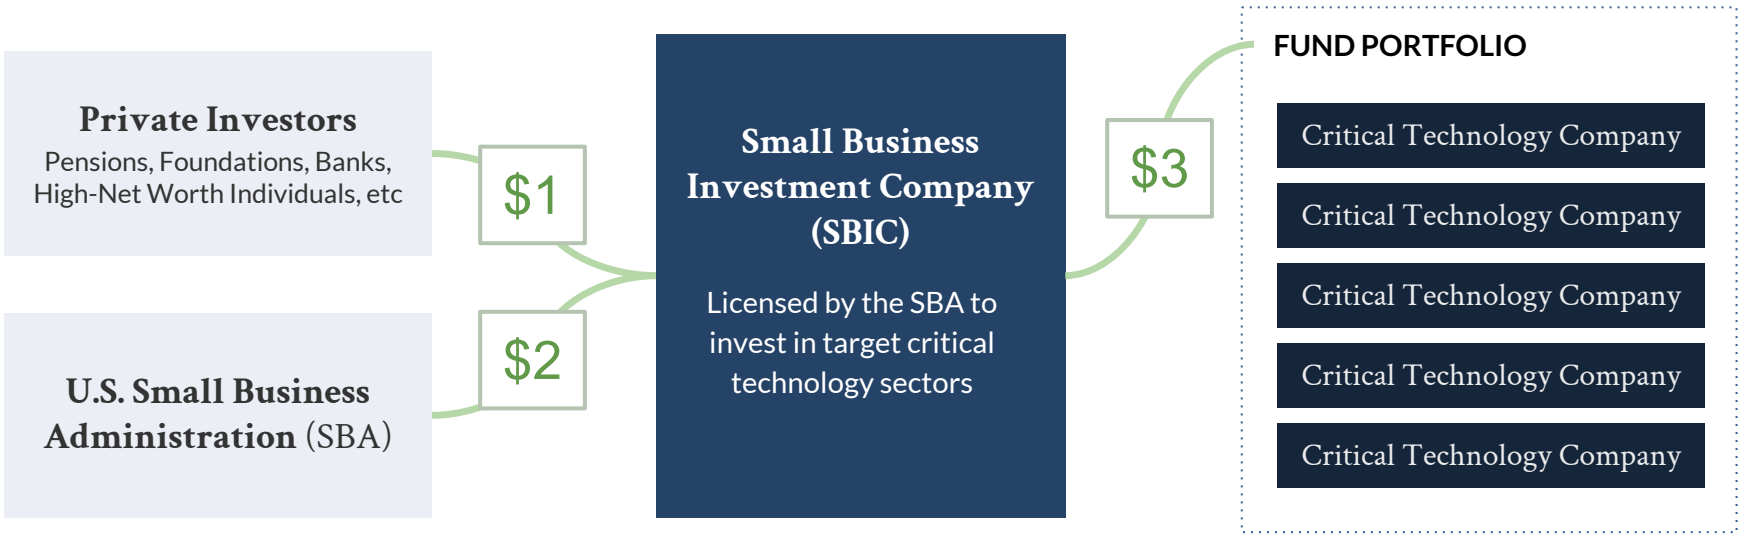 Private Investors
Pensions, Foundations, Banks,
High-Net Worth Individuals, etc
$1
U.S. Small Business
Administration (SBA)
$2
Small Business
Investment Company
(SBIC)
Licensed by the SBA to
invest in target critical
technology sectors
$3
FUND PORTFOLIO
Critical Technology Company
Critical Technology Company
Critical Technology Company
Critical Technology Company
Critical Technology Company